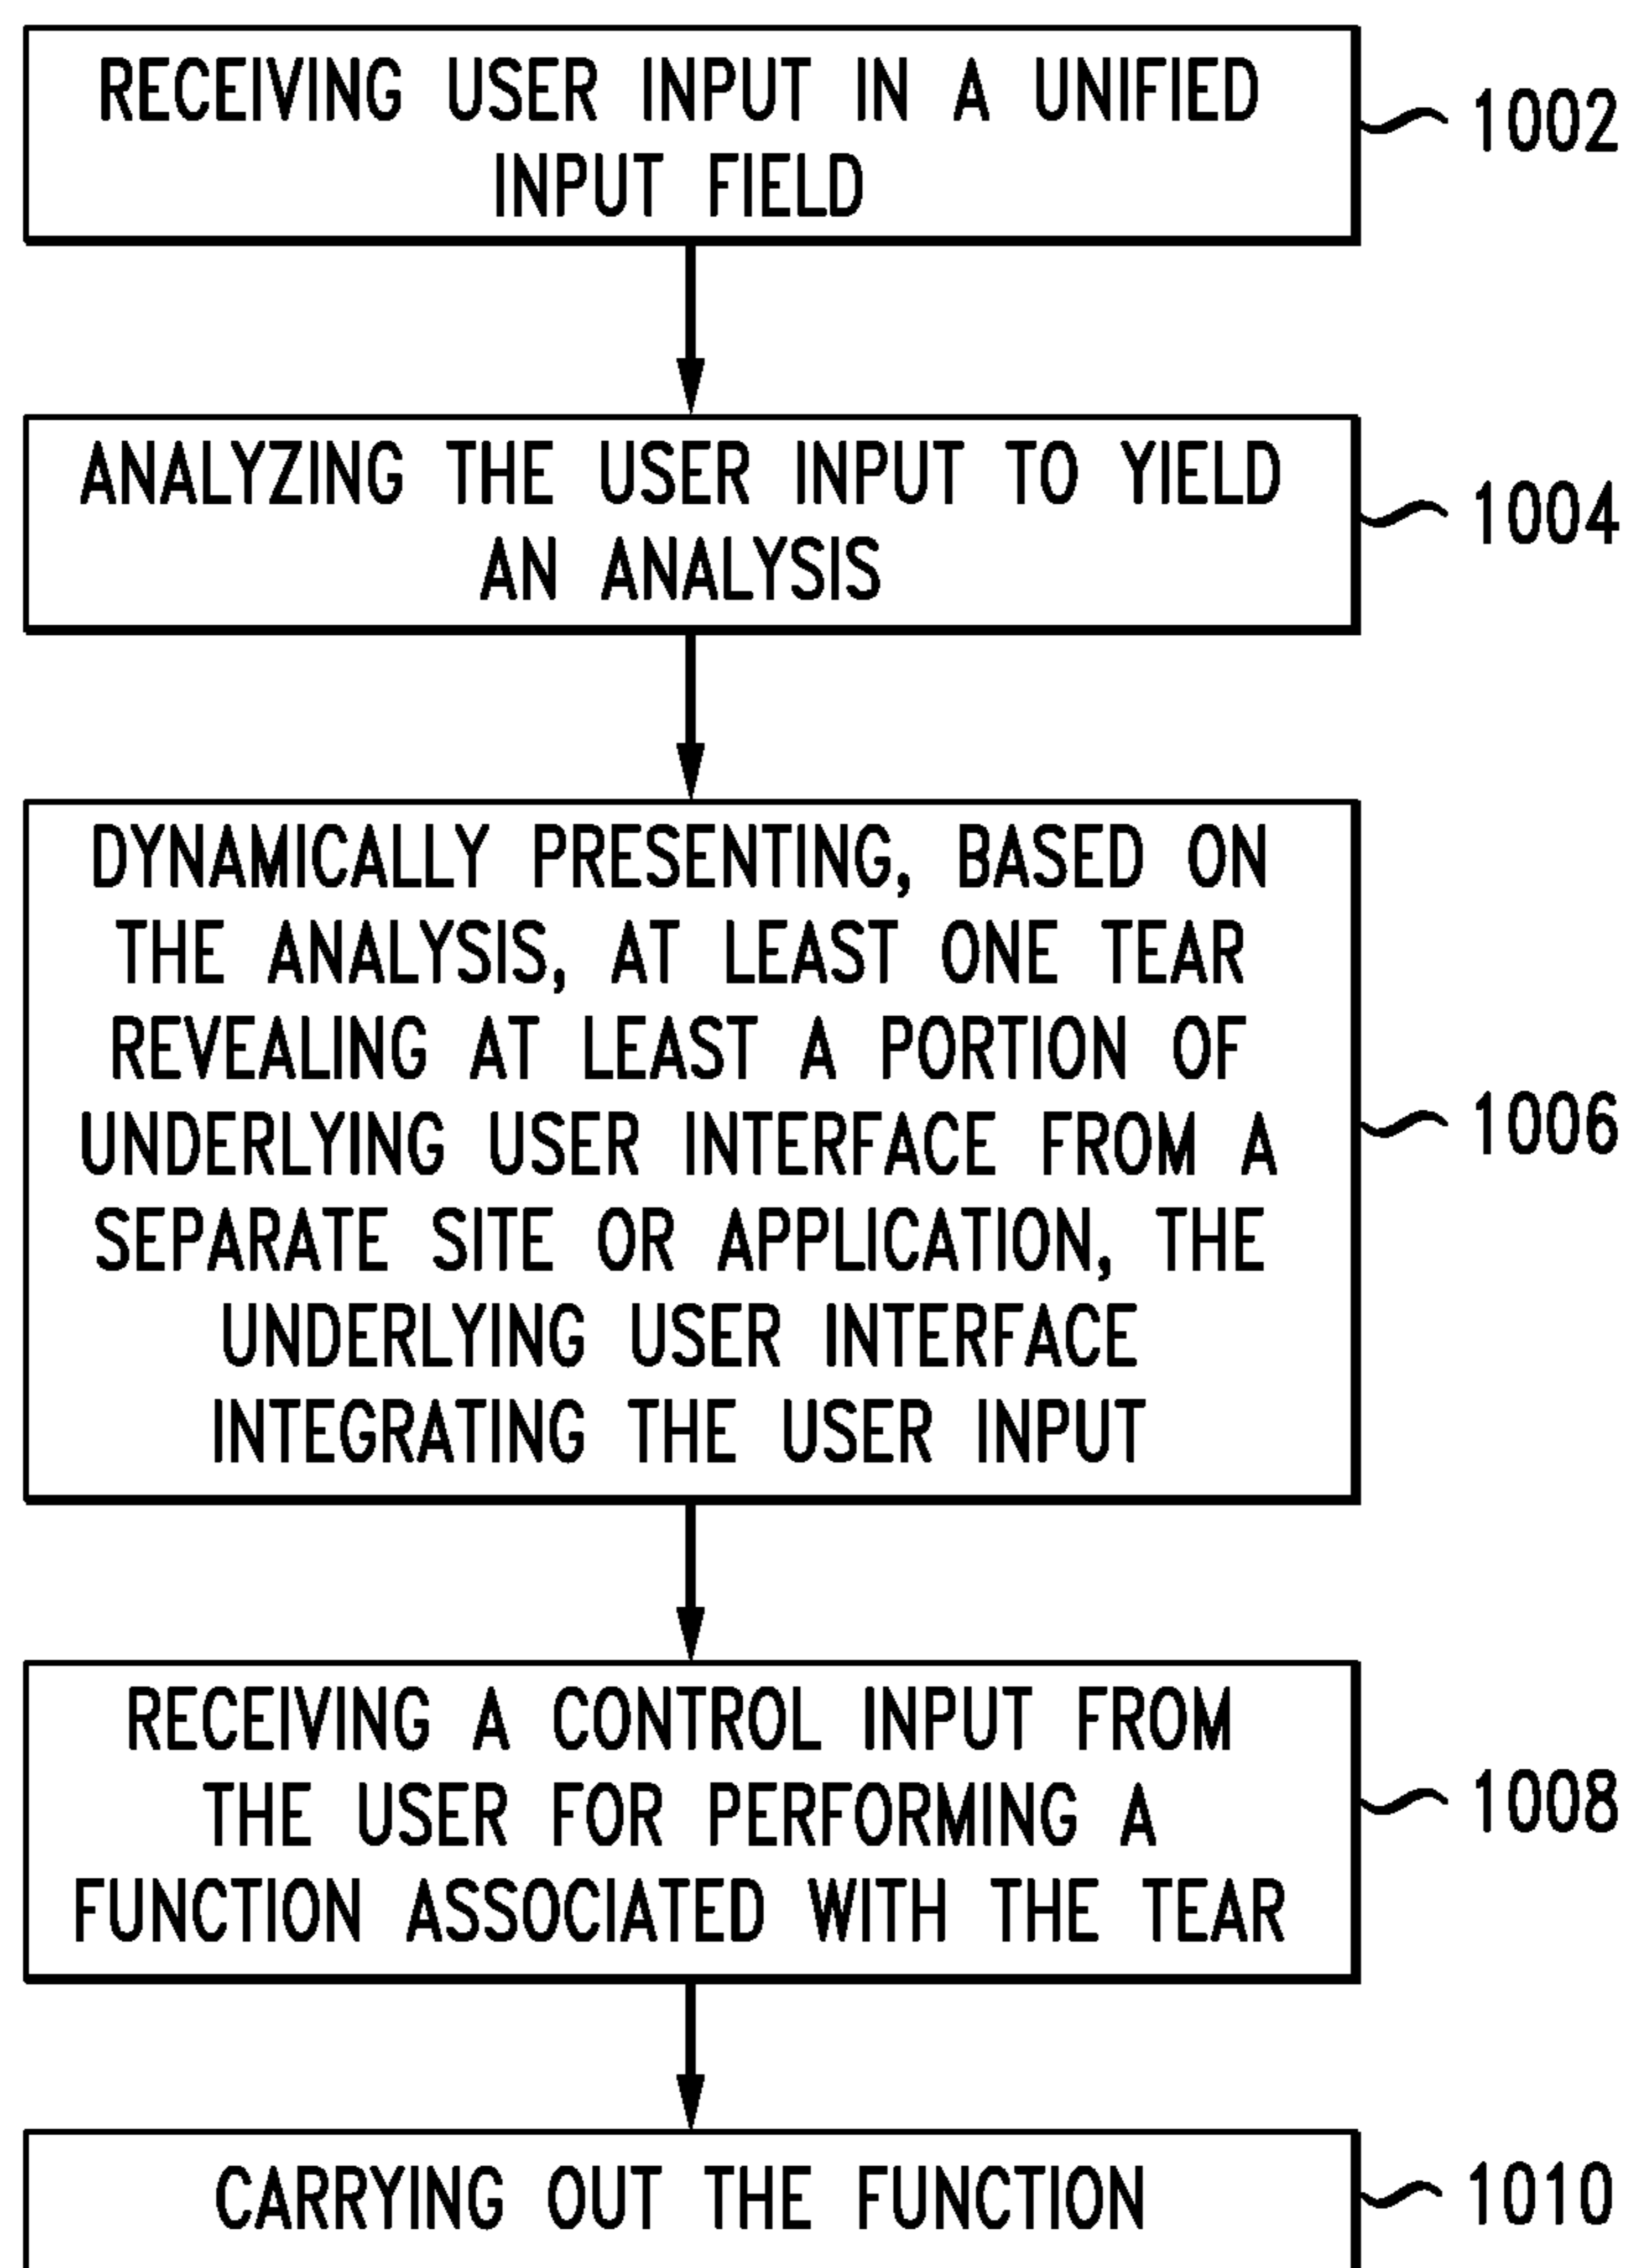 RECEIVING USER INPUT IN A UNIFIED
INPUT FIELD
1002
ANALYZING THE USER INPUT TO YIELD
AN ANALYSIS
1004
DYNAMICALLY PRESENTING, BASED ON
THE ANALYSIS, AT LEAST ONE TEAR
REVEALING AT LEAST A PORTION OF
UNDERLYING USER INTERFACE FROM A
SEPARATE SITE OR APPLICATION, THE
UNDERLYING USER INTERFACE
INTEGRATING THE USER INPUT
1006
RECEIVING A CONTROL INPUT FROM
THE USER FOR PERFORMING A
FUNCTION ASSOCIATED WITH THE TEAR
1008
CARRYING OUT THE FUNCTION
1010